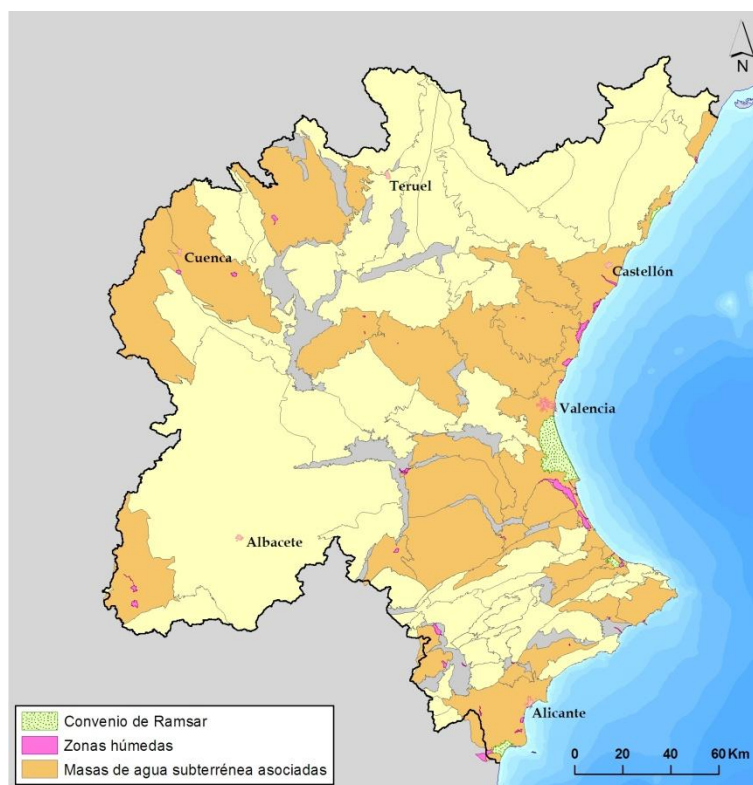 N
Teruel
Cuenca
Castellón
Valencia
Albacete
Alicante
Convenio de Ramsar
Zonas húmedas
Masas de agua subterrénea asociadas
0 20 40 60 Km